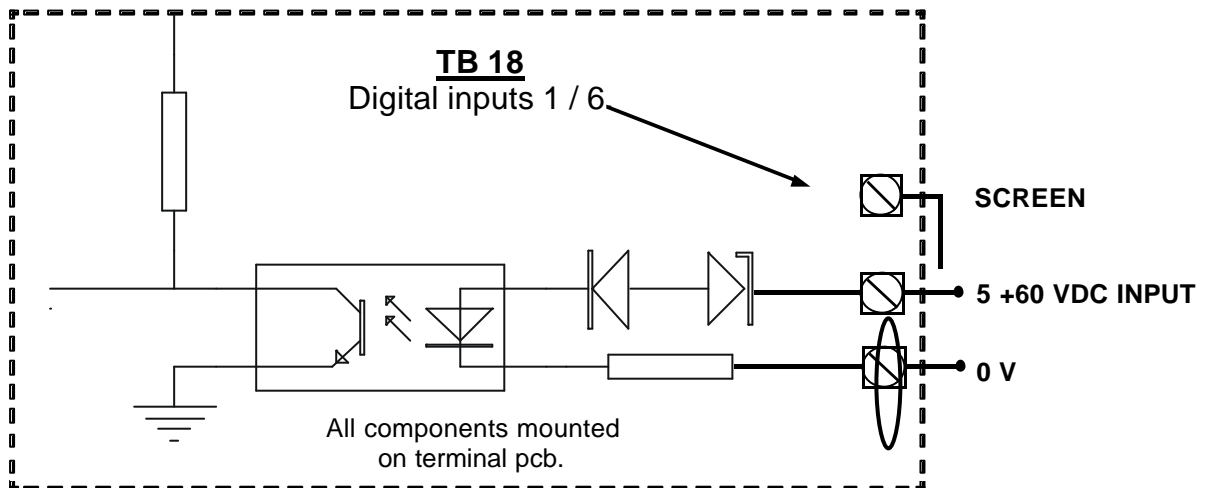 TB 18
Digital inputs 1 / 6
SCREEN
5 +60 VDC INPUT
0 V
All components mounted
on terminal pcb.